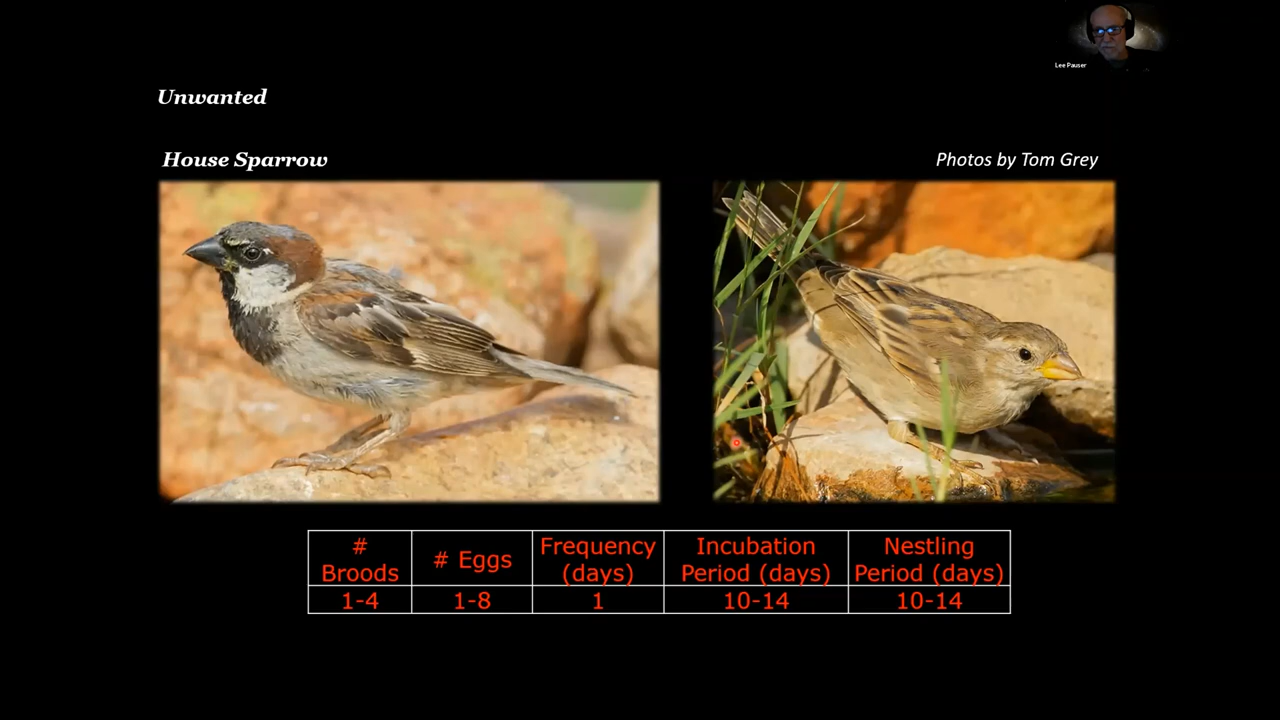 Lee Pauser
Unwanted
House Sparrow
Photos by Tom Grey
# Broods
# Eggs
Frequency (days)
Incubation Period (days)
Nestling Period (days)
1-4
1-8
1
10-14
10-14